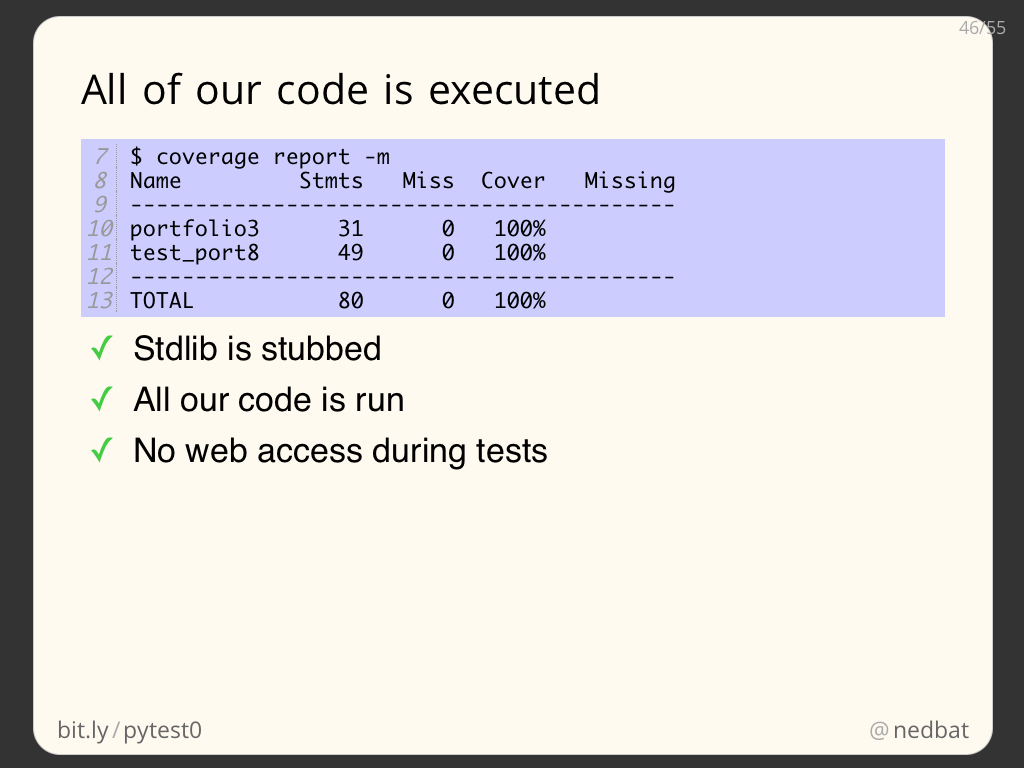 46/55
All of our code is executed
7 $ coverage report -m
8 Name         Stmts   Miss  Cover   Missing
9 ------------------------------------------
10 portfolio3      31      0   100%
11 test_port8      49      0   100%
12 ------------------------------------------
13 TOTAL           80      0   100%
✓ Stdlib is stubbed
✓ All our code is run
✓ No web access during tests
bit.ly/pytest0 @nedbat